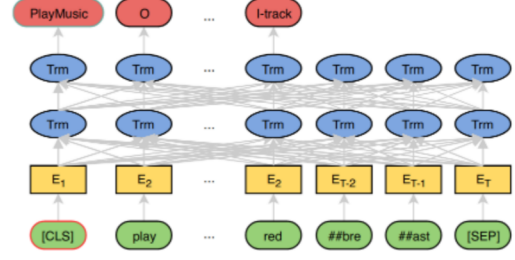 PlayMusic O ... I-track
Trm Trm ... Trm Trm Trm Trm
Trm Trm ... Trm Trm Trm Trm
E1 E2 ... E2 ET-2 ET-1 ET
[CLS] play ... red ##bre ##ast [SEP]